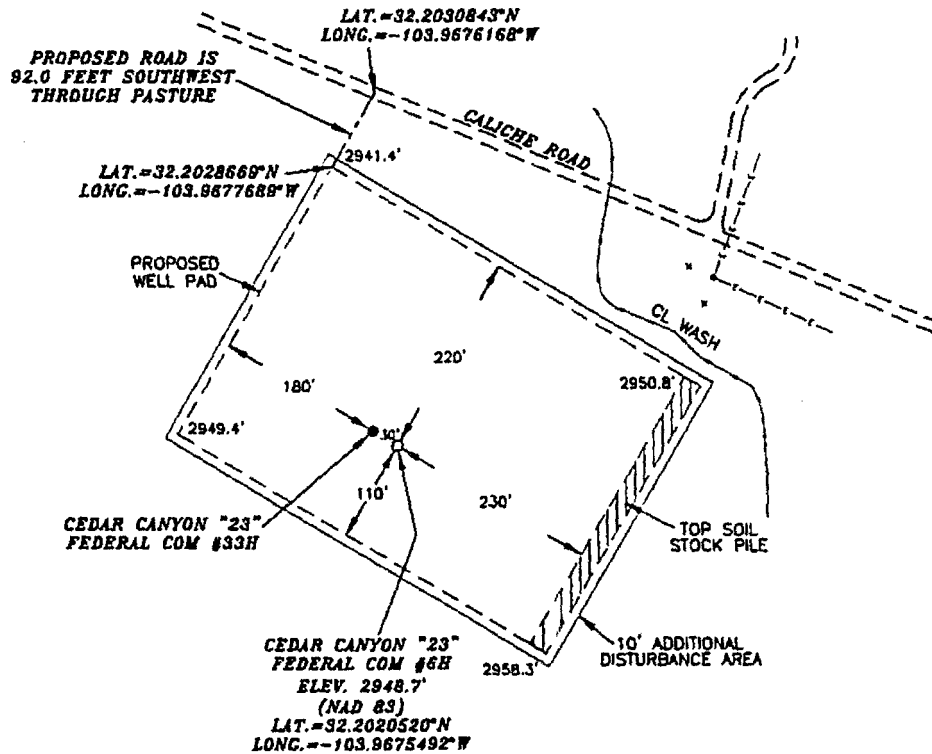 LAT.=32.2030843°N
LONG.=-103.9676168°W
PROPOSED ROAD IS
92.0 FEET SOUTHWEST
THROUGH PASTURE
CALICHE ROAD
2941.4'
LAT.=32.2028669°N
LONG.=-103.9677689°W
PROPOSED
WELL PAD
CL WASH
220'
2950.8'
180'
2949.4'
30'
110'
230'
CEDAR CANYON "23"
FEDERAL COM #33H
TOP SOIL
STOCK PILE
CEDAR CANYON "23"
FEDERAL COM #6H
ELEV. 2948.7'
(NAD 83)
LAT.=32.2020520°N
LONG.=-103.9675492°W
2958.3'
10' ADDITIONAL
DISTURBANCE AREA